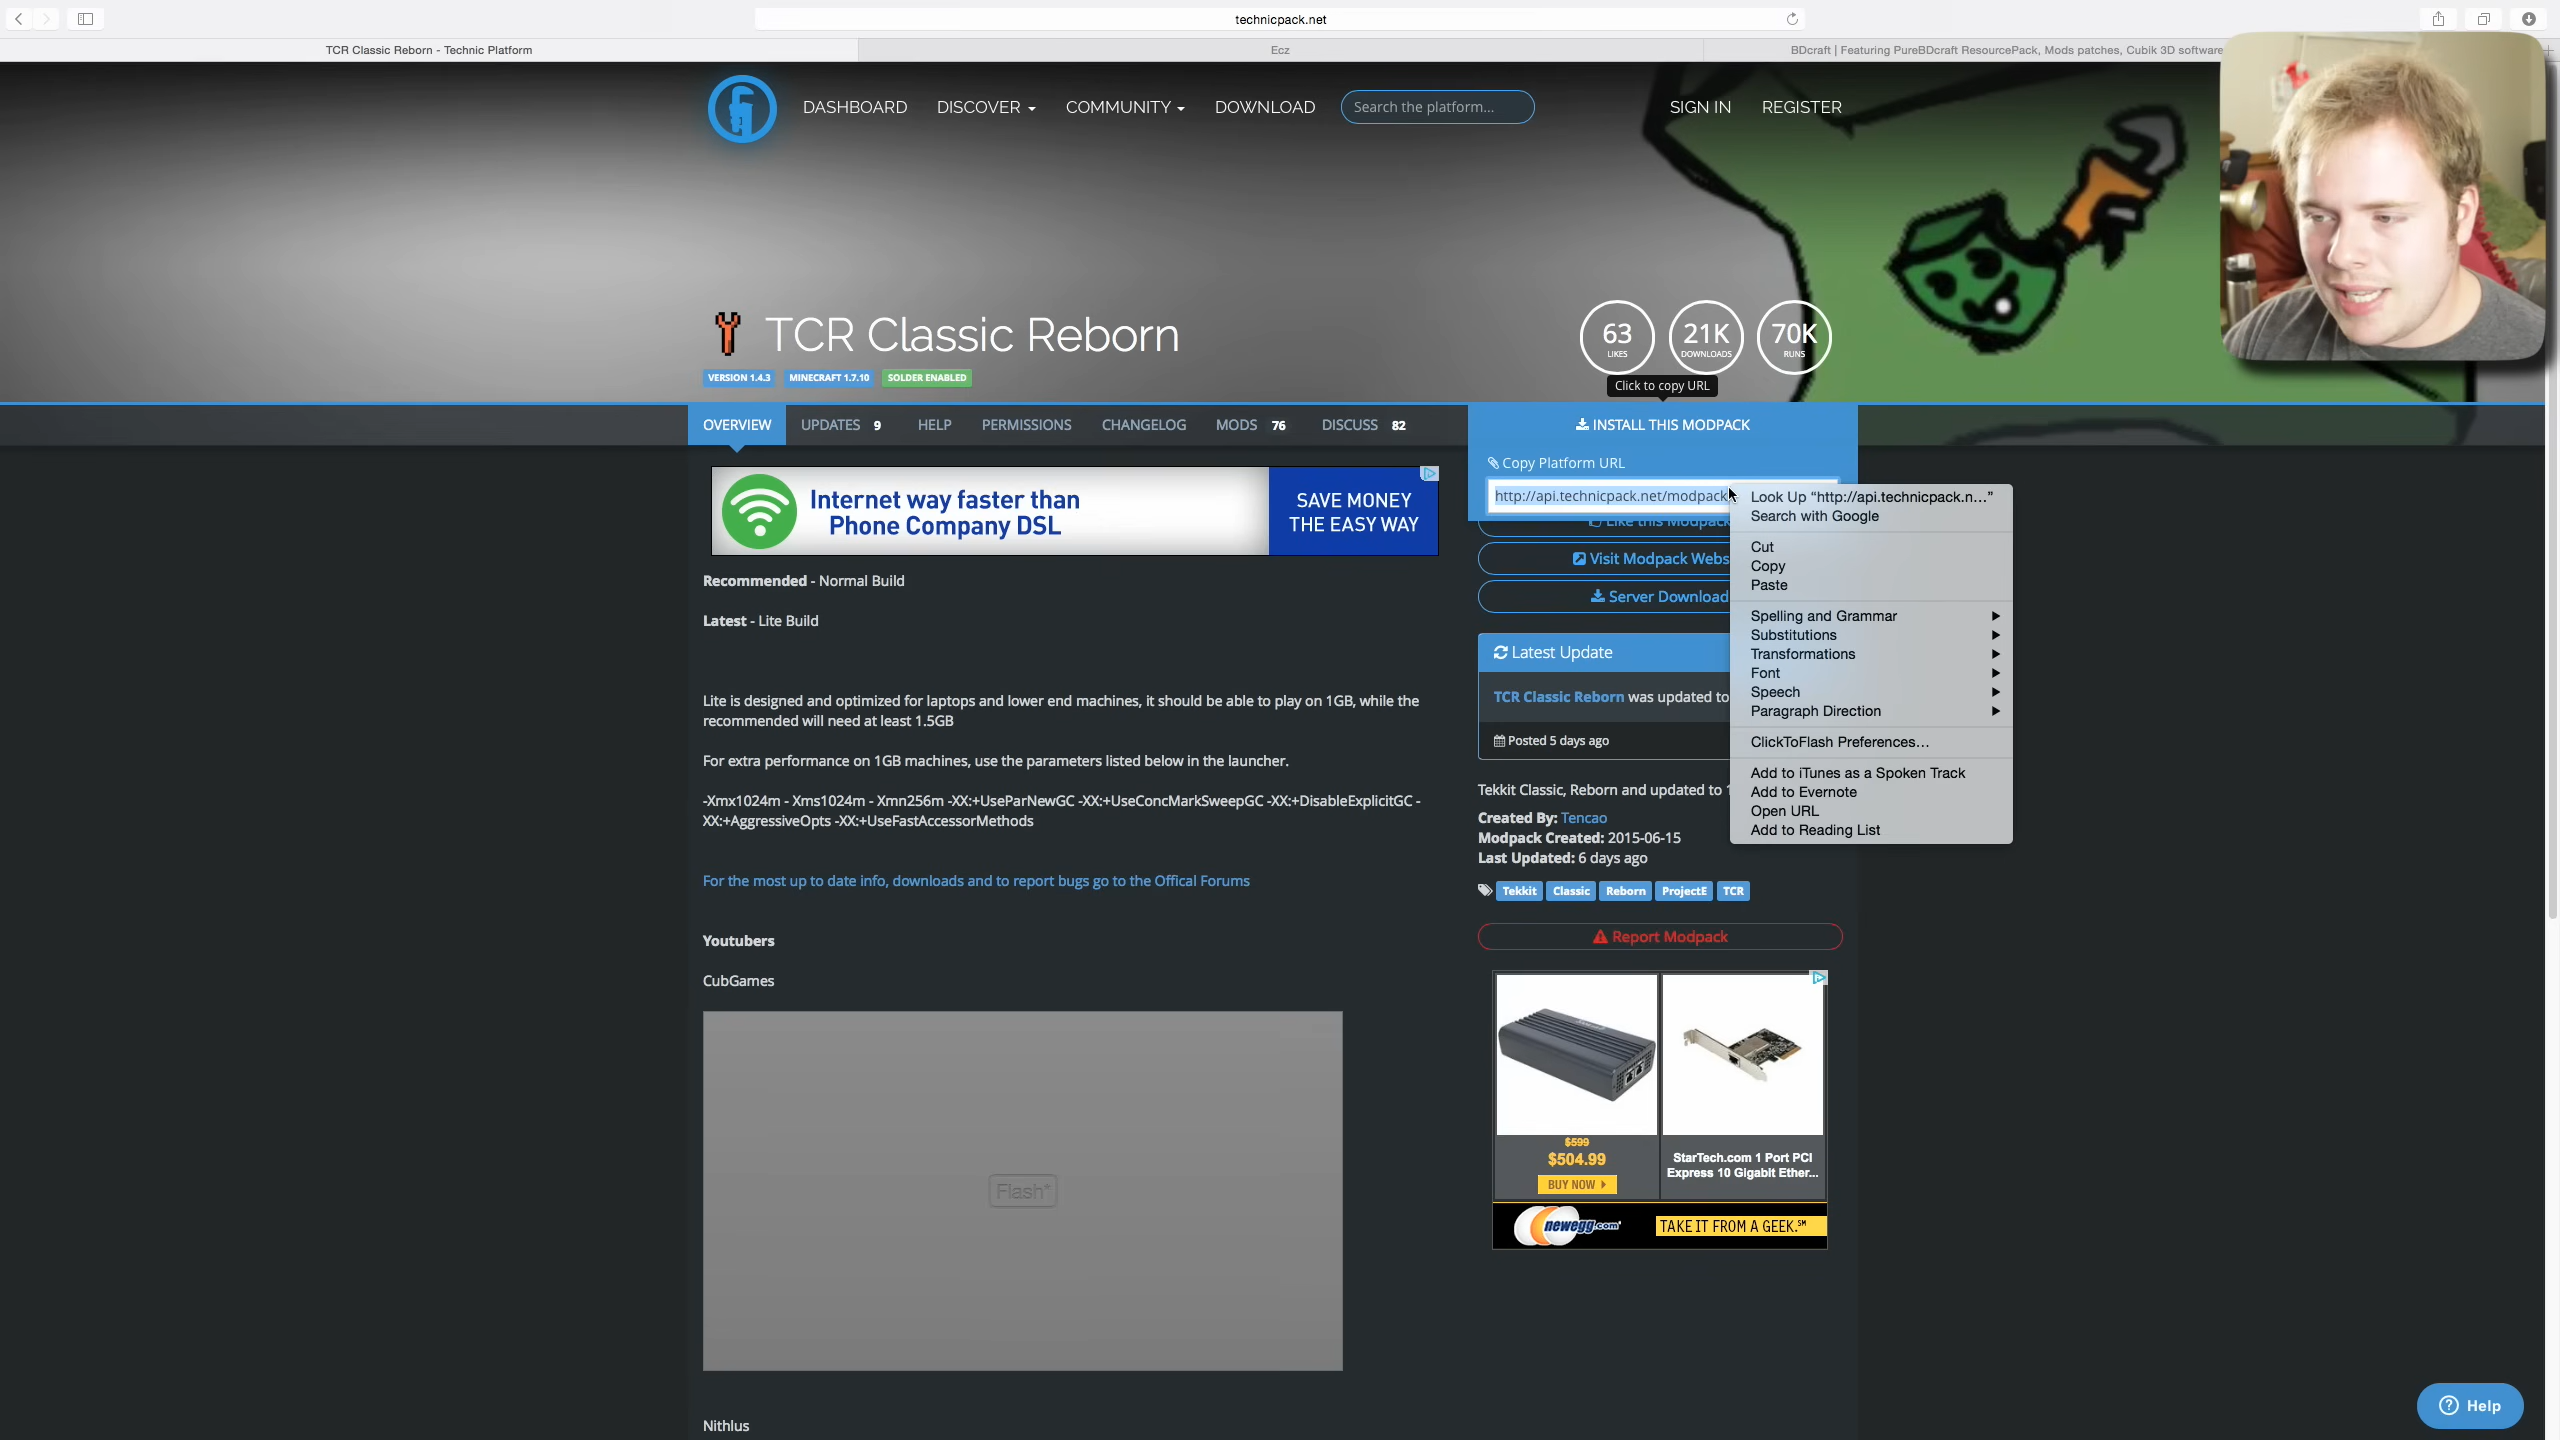 technicpack.net
TCR Classic Reborn - Technic Platform
Ecz
BDcraft | Featuring PureBDcraft ResourcePack, Mods patches, Cubik 3D software
DASHBOARD
DISCOVER
COMMUNITY
DOWNLOAD
Search the platform...
SIGN IN
REGISTER
TCR Classic Reborn
63
LIKES
21K
DOWNLOADS
70K
RUNS
VERSION 1.4.3
MINECRAFT 1.7.10
SOLDER ENABLED
Click to copy URL
OVERVIEW
UPDATES 9
HELP
PERMISSIONS
CHANGELOG
MODS 76
DISCUSS 82
INSTALL THIS MODPACK
Copy Platform URL
http://api.technicpack.net/modpack
Like this Modpack
Visit Modpack Webs
Server Download
Internet way faster than
Phone Company DSL
SAVE MONEY
THE EASY WAY
Recommended - Normal Build
Latest - Lite Build
Lite is designed and optimized for laptops and lower end machines, it should be able to play on 1GB, while the
recommended will need at least 1.5GB
For extra performance on 1GB machines, use the parameters listed below in the launcher.
-Xmx1024m - Xms1024m - Xmn256m -XX:+UseParNewGC -XX:+UseConcMarkSweepGC -XX:+DisableExplicitGC -
XX:+AggressiveOpts -XX:+UseFastAccessorMethods
For the most up to date info, downloads and to report bugs go to the Offical Forums
Youtubers
CubGames
Flash*
Nithlus
Latest Update
TCR Classic Reborn was updated to
Posted 5 days ago
Tekkit Classic, Reborn and updated to 1
Created By: Tencao
Modpack Created: 2015-06-15
Last Updated: 6 days ago
Tekkit
Classic
Reborn
ProjectE
TCR
Report Modpack
$599
$504.99
BUY NOW
StarTech.com 1 Port PCI
Express 10 Gigabit Ether...
newegg.com
TAKE IT FROM A GEEK.℠
Look Up “http://api.technicpack.n...”
Search with Google
Cut
Copy
Paste
Spelling and Grammar
Substitutions
Transformations
Font
Speech
Paragraph Direction
ClickToFlash Preferences…
Add to iTunes as a Spoken Track
Add to Evernote
Open URL
Add to Reading List
Help